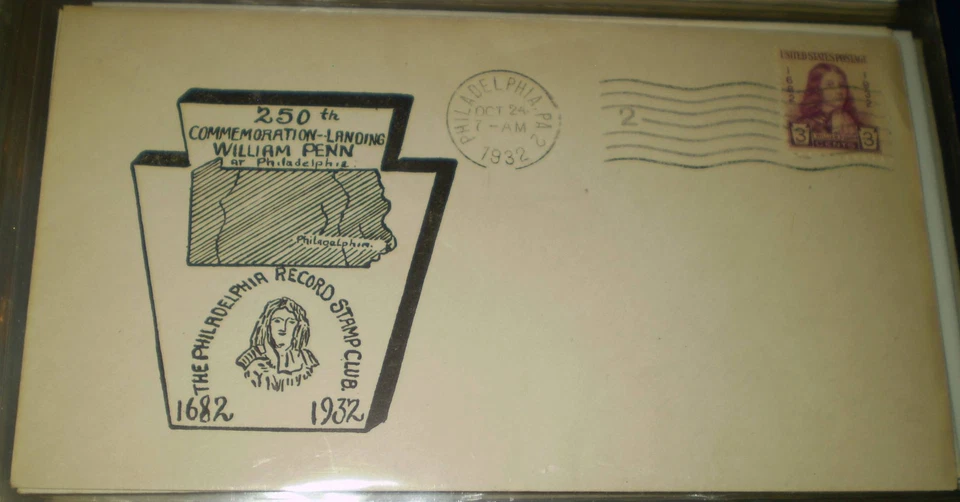 250 th
COMMEMORATION--LANDING
WILLIAM PENN
at Philadelphia.
Philadelphia.
THE PHILADELPHIA RECORD STAMP CLUB.
1682 1932
PHILADELPHIA, PA.
OCT 24
7-AM
1932
2
2
UNITED STATES POSTAGE
1682 1932
3 3
CENTS